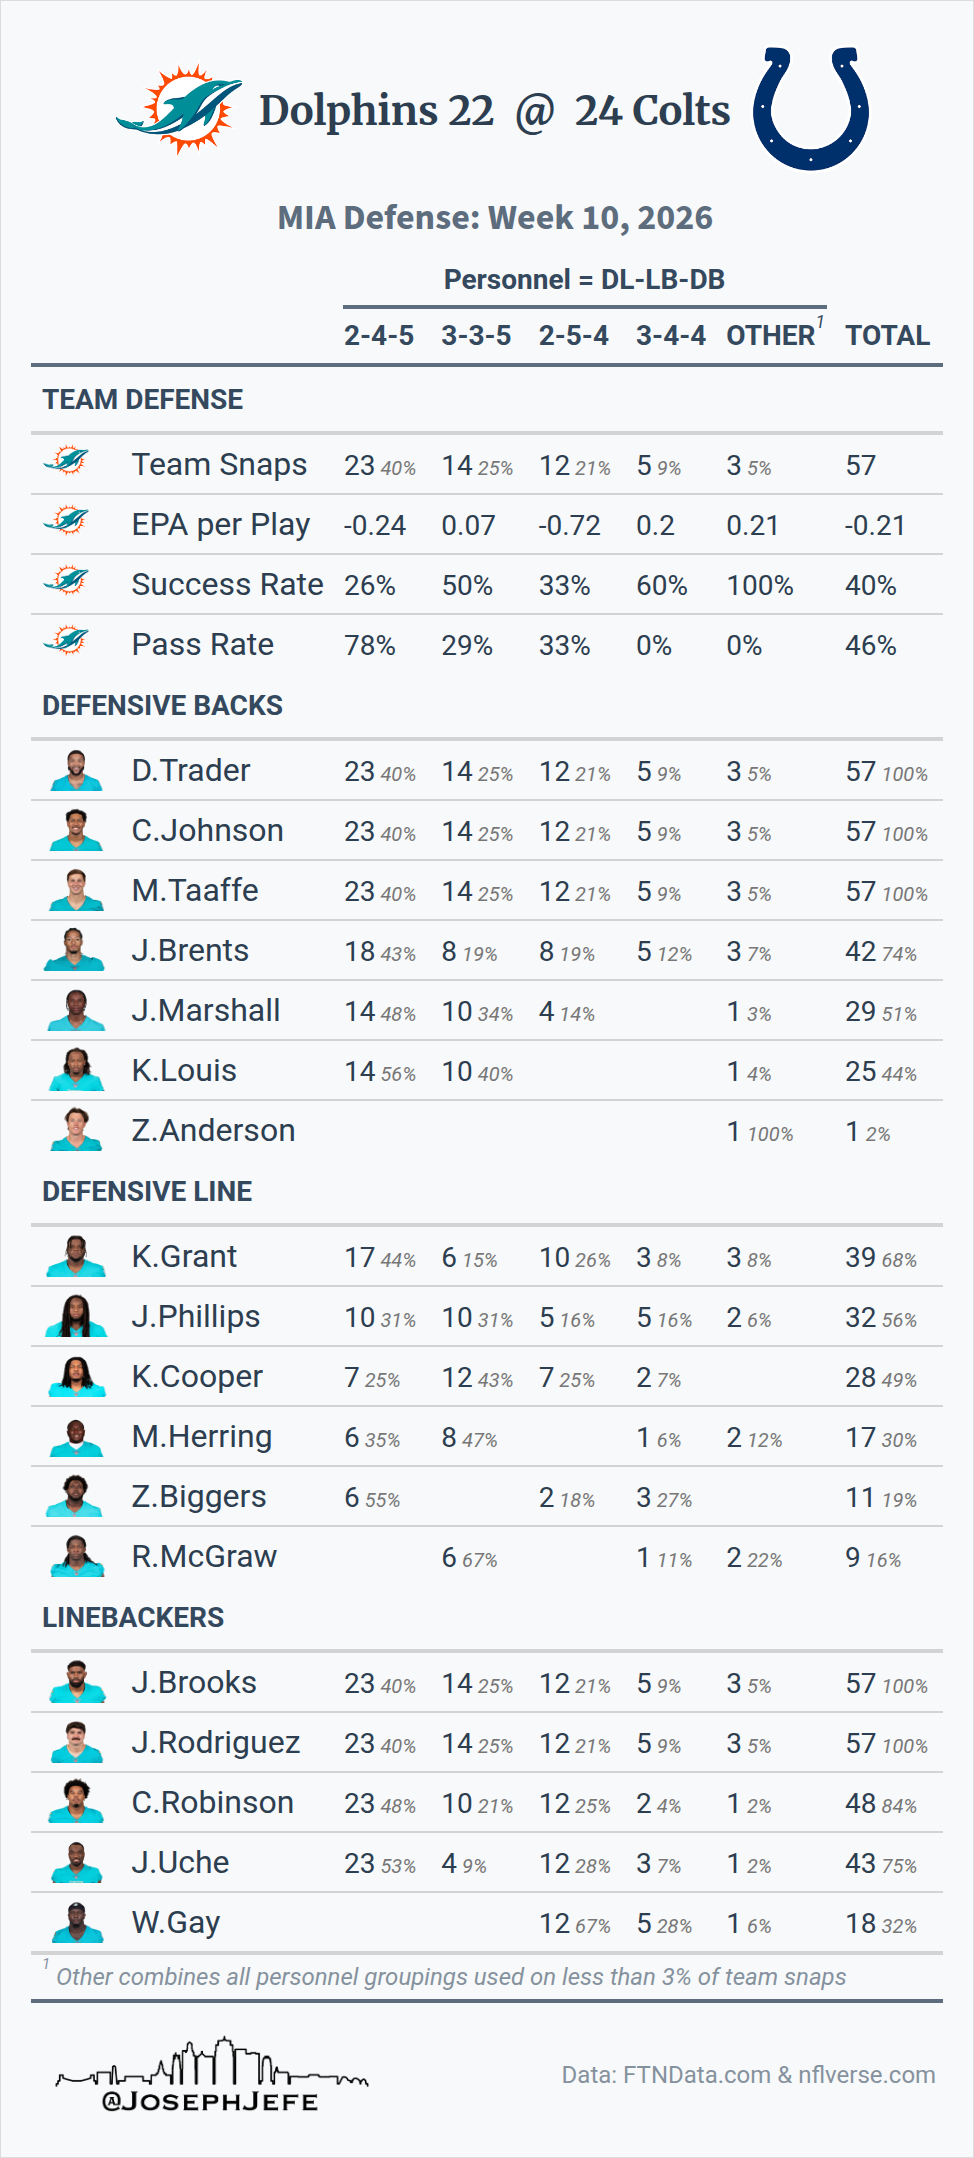 Dolphins 22 @ 24 Colts
MIA Defense: Week 10, 2026
Personnel = DL-LB-DB
2-4-5 3-3-5 2-5-4 3-4-4 OTHER1 TOTAL
TEAM DEFENSE
Team Snaps 23 40% 14 25% 12 21% 5 9% 3 5% 57
EPA per Play -0.24 0.07 -0.72 0.2 0.21 -0.21
Success Rate 26% 50% 33% 60% 100% 40%
Pass Rate 78% 29% 33% 0% 0% 46%
DEFENSIVE BACKS
D.Trader 23 40% 14 25% 12 21% 5 9% 3 5% 57 100%
C.Johnson 23 40% 14 25% 12 21% 5 9% 3 5% 57 100%
M.Taaffe 23 40% 14 25% 12 21% 5 9% 3 5% 57 100%
J.Brents 18 43% 8 19% 8 19% 5 12% 3 7% 42 74%
J.Marshall 14 48% 10 34% 4 14% 1 3% 29 51%
K.Louis 14 56% 10 40% 1 4% 25 44%
Z.Anderson 1 100% 1 2%
DEFENSIVE LINE
K.Grant 17 44% 6 15% 10 26% 3 8% 3 8% 39 68%
J.Phillips 10 31% 10 31% 5 16% 5 16% 2 6% 32 56%
K.Cooper 7 25% 12 43% 7 25% 2 7% 28 49%
M.Herring 6 35% 8 47% 1 6% 2 12% 17 30%
Z.Biggers 6 55% 2 18% 3 27% 11 19%
R.McGraw 6 67% 1 11% 2 22% 9 16%
LINEBACKERS
J.Brooks 23 40% 14 25% 12 21% 5 9% 3 5% 57 100%
J.Rodriguez 23 40% 14 25% 12 21% 5 9% 3 5% 57 100%
C.Robinson 23 48% 10 21% 12 25% 2 4% 1 2% 48 84%
J.Uche 23 53% 4 9% 12 28% 3 7% 1 2% 43 75%
W.Gay 12 67% 5 28% 1 6% 18 32%
1 Other combines all personnel groupings used on less than 3% of team snaps
@JOSEPHJEFE
Data: FTNData.com & nflverse.com